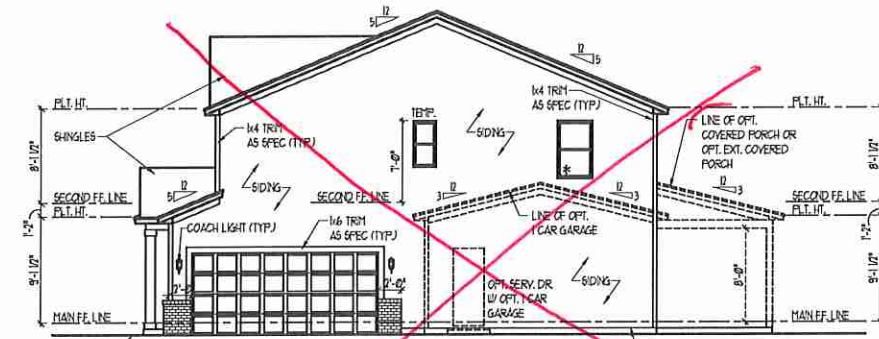 12
5
12
5
PLT. HT.
1x4 TRIM
AS SPEC (TYP.)
TEMP.
PLT. HT.
SHINGLES
1x4 TRIM
AS SPEC (TYP.)
SIDING
LINE OF OPT.
COVERED PORCH OR
OPT. EXT. COVERED
PORCH
8'-1 1/2"
7'-0"
*
8'-1 1/2"
SIDING
12
5
12
3
12
3
12
3
SECOND F.F. LINE
SECOND F.F. LINE
SECOND F.F. LINE
PLT. HT.
PLT. HT.
1'-2"
1'-2"
COACH LIGHT (TYP.)
1x6 TRIM
AS SPEC (TYP.)
LINE OF OPT.
1 CAR GARAGE
9'-1 1/2"
2'-0"
2'-0"
OPT. SERV. DR.
W/ OPT. 1 CAR
GARAGE
SIDING
8'-0"
9'-1 1/2"
MAIN F.F. LINE
MAIN F.F. LINE